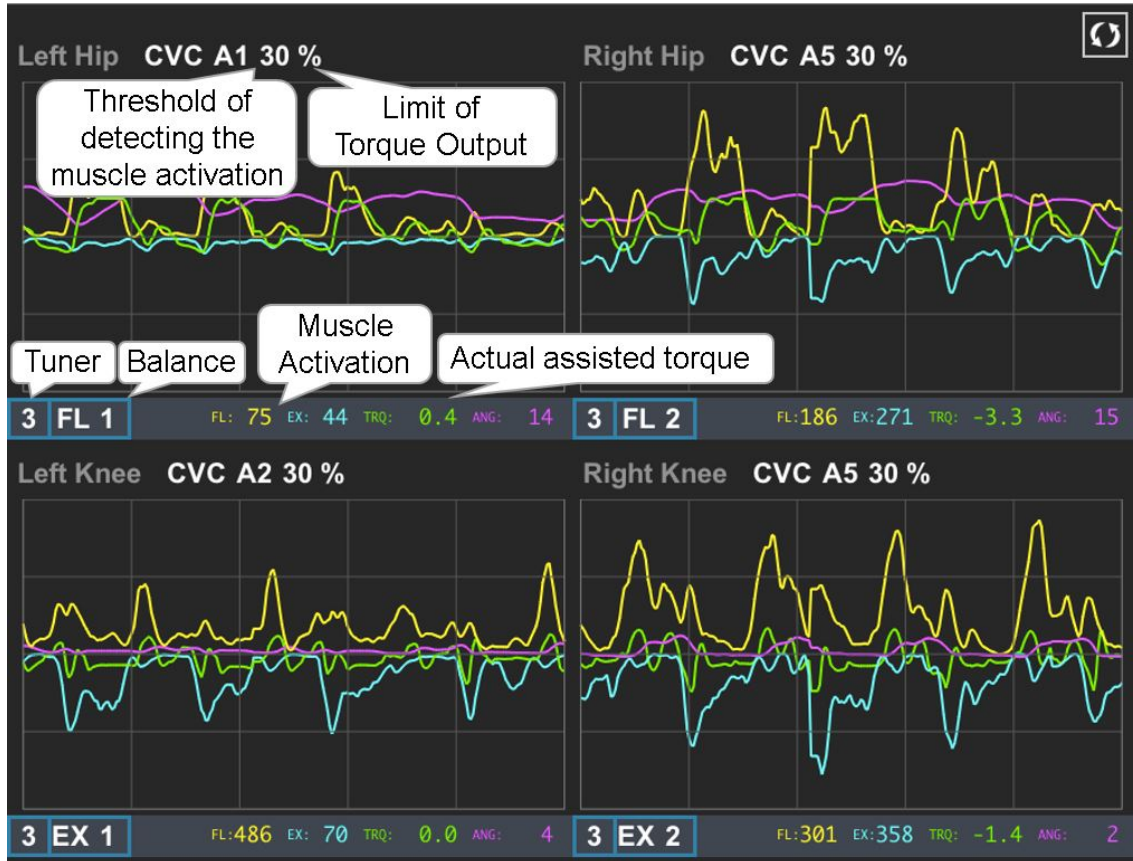 Left Hip CVC A1 30 %
Threshold of
detecting the
muscle activation
Limit of
Torque Output
Right Hip CVC A5 30 %
Tuner
Balance
Muscle
Activation
Actual assisted torque
3 FL 1 FL: 75 EX: 44 TRQ: 0.4 ANG: 14
3 FL 2 FL:186 EX:271 TRQ: -3.3 ANG: 15
Left Knee CVC A2 30 %
Right Knee CVC A5 30 %
3 EX 1 FL:486 EX: 70 TRQ: 0.0 ANG: 4
3 EX 2 FL:301 EX:358 TRQ: -1.4 ANG: 2